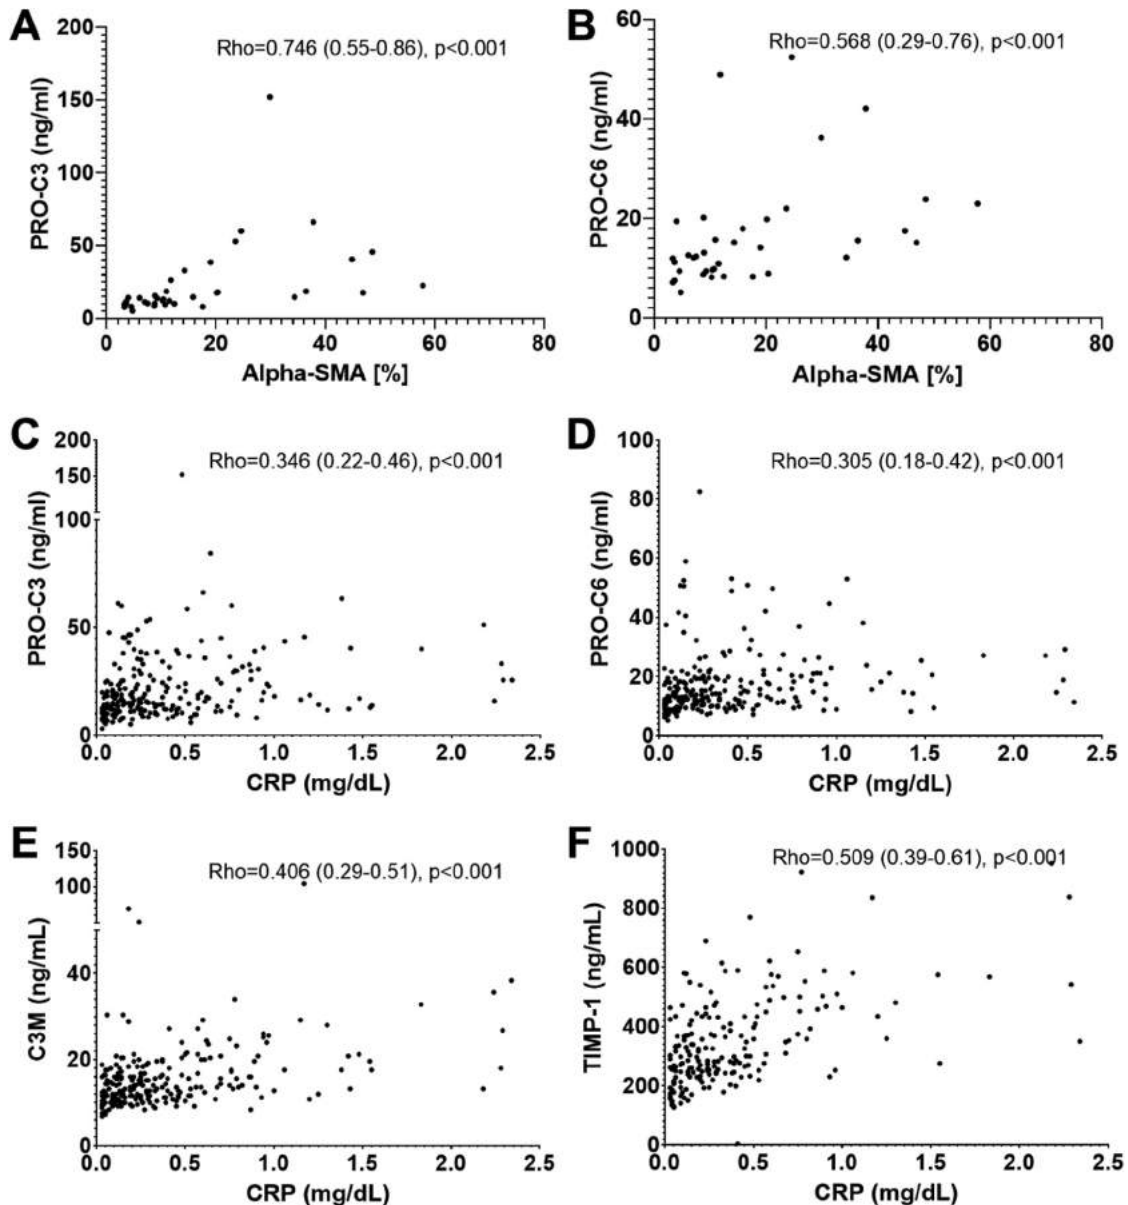 A
Rho=0.746 (0.55-0.86), p<0.001
PRO-C3 (ng/ml)
200
150
100
50
0
0 20 40 60 80
Alpha-SMA [%]
B
Rho=0.568 (0.29-0.76), p<0.001
PRO-C6 (ng/ml)
60
40
20
0
0 20 40 60 80
Alpha-SMA [%]
C
Rho=0.346 (0.22-0.46), p<0.001
PRO-C3 (ng/ml)
200
150
100
50
0
0.0 0.5 1.0 1.5 2.0 2.5
CRP (mg/dL)
D
Rho=0.305 (0.18-0.42), p<0.001
PRO-C6 (ng/ml)
100
80
60
40
20
0
0.0 0.5 1.0 1.5 2.0 2.5
CRP (mg/dL)
E
Rho=0.406 (0.29-0.51), p<0.001
C3M (ng/mL)
150
100
40
20
0
0.0 0.5 1.0 1.5 2.0 2.5
CRP (mg/dL)
F
Rho=0.509 (0.39-0.61), p<0.001
TIMP-1 (ng/mL)
1000
800
600
400
200
0
0.0 0.5 1.0 1.5 2.0 2.5
CRP (mg/dL)